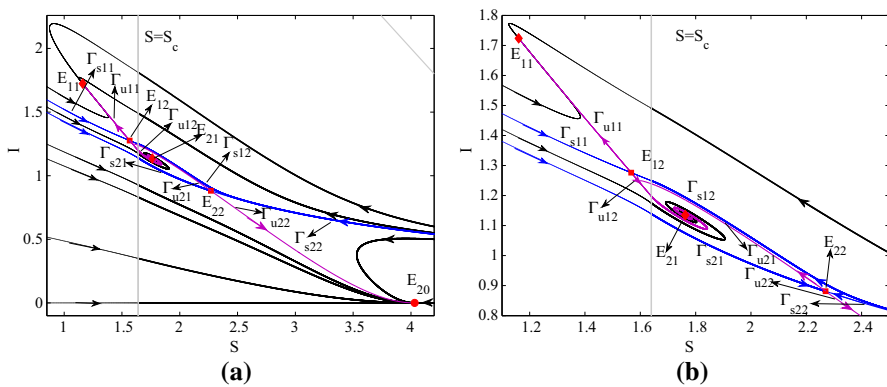 S=S_c
2
1.5
1
0.5
0
I
1
1.5
2
2.5
3
3.5
4
S
E_11
Γ_s11
Γ_u11
E_12
Γ_u12
E_21
Γ_s12
Γ_s21
Γ_u21
E_22
Γ_u22
Γ_s22
E_20
(a)
S=S_c
1.8
1.7
1.6
1.5
1.4
1.3
1.2
1.1
1
0.9
0.8
I
1.2
1.4
1.6
1.8
2
2.2
2.4
S
E_11
Γ_u11
Γ_s11
E_12
Γ_s12
Γ_u12
E_21
Γ_s21
Γ_u21
E_22
Γ_u22
Γ_s22
(b)